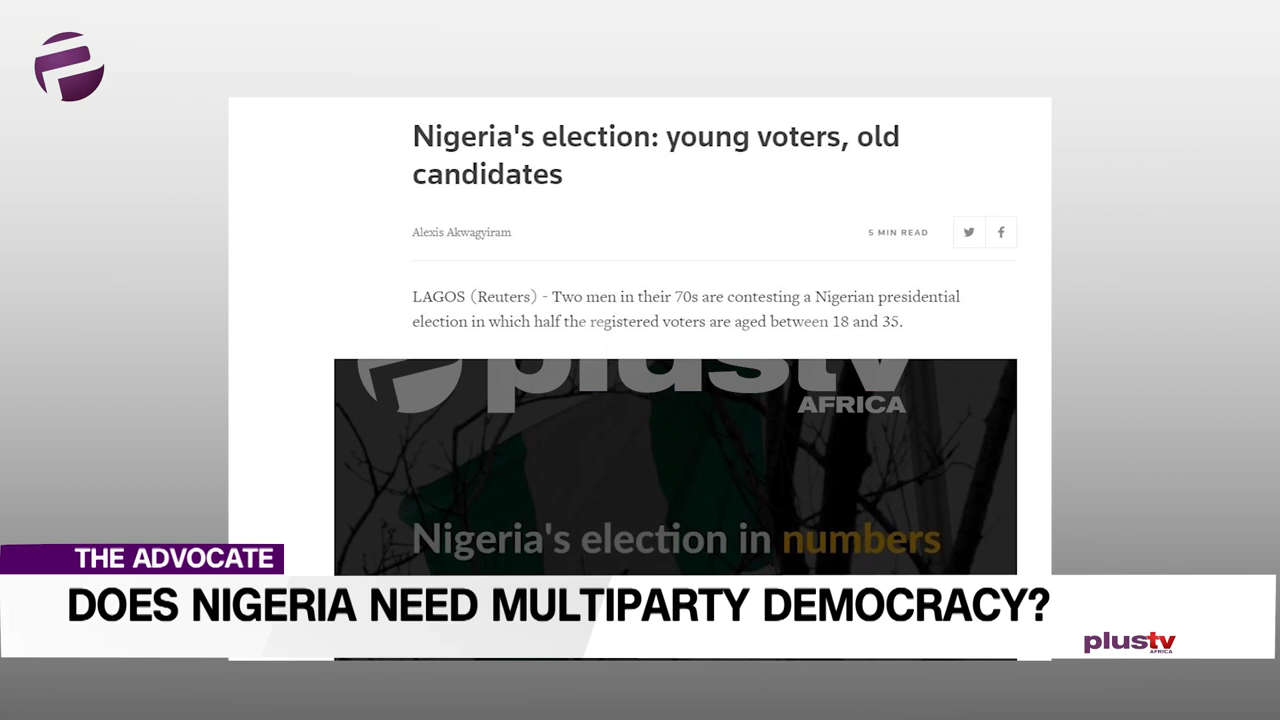 Nigeria's election: young voters, old
candidates
Alexis Akwagyiram
5 MIN READ
LAGOS (Reuters) - Two men in their 70s are contesting a Nigerian presidential
election in which half the registered voters are aged between 18 and 35.
plustv
AFRICA
Nigeria's election in numbers
THE ADVOCATE
DOES NIGERIA NEED MULTIPARTY DEMOCRACY?
plustv
AFRICA